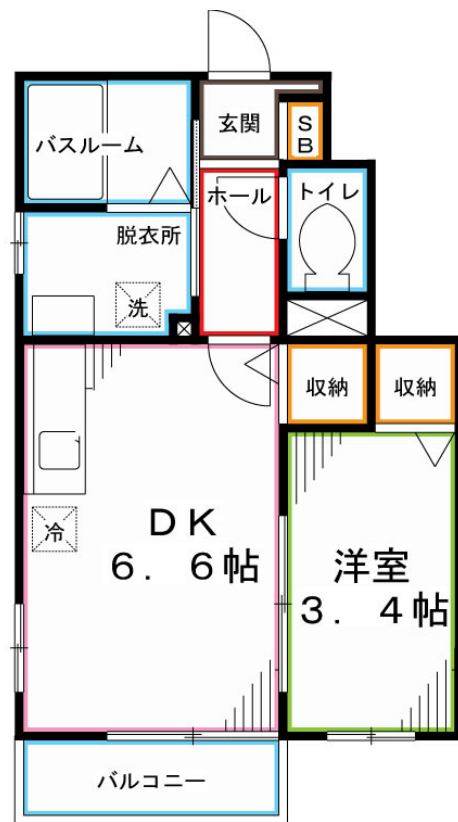 玄関
SB
バスルーム
ホール
トイレ
脱衣所
洗
収納
収納
冷
DK
6.6帖
洋室
3.4帖
バルコニー